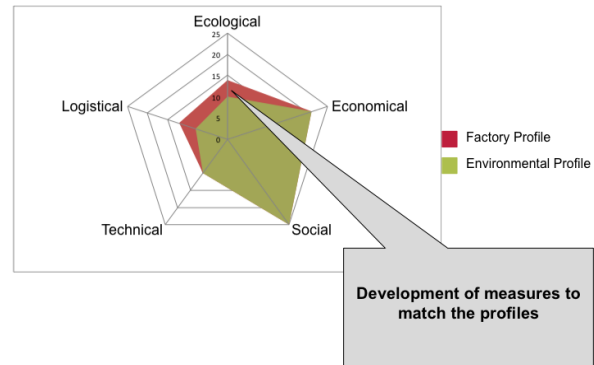 Ecological
25
20
15
10
5
0
Logistical
Economical
Technical
Social
Factory Profile
Environmental Profile
Development of measures to
match the profiles